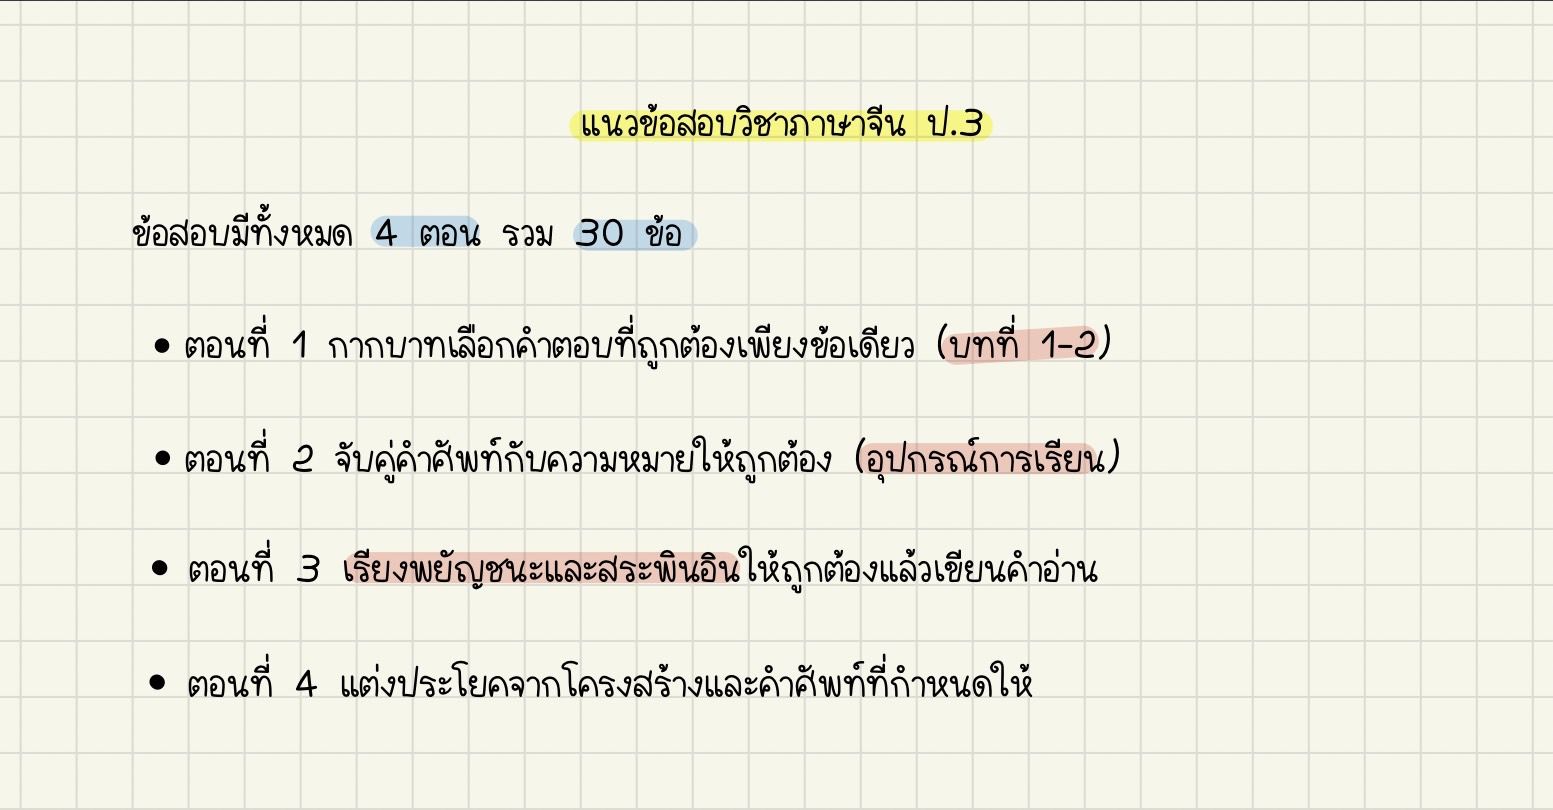 แนวข้อสอบวิชาภาษาจีน ป.3
ข้อสอบมีทั้งหมด 4 ตอน รวม 30 ข้อ
• ตอนที่ 1 กากบาทเลือกคำตอบที่ถูกต้องเพียงข้อเดียว (บทที่ 1-2)
• ตอนที่ 2 จับคู่คำศัพท์กับความหมายให้ถูกต้อง (อุปกรณ์การเรียน)
• ตอนที่ 3 เรียงพยัญชนะและสระพินอินให้ถูกต้องแล้วเขียนคำอ่าน
• ตอนที่ 4 แต่งประโยคจากโครงสร้างและคำศัพท์ที่กำหนดให้